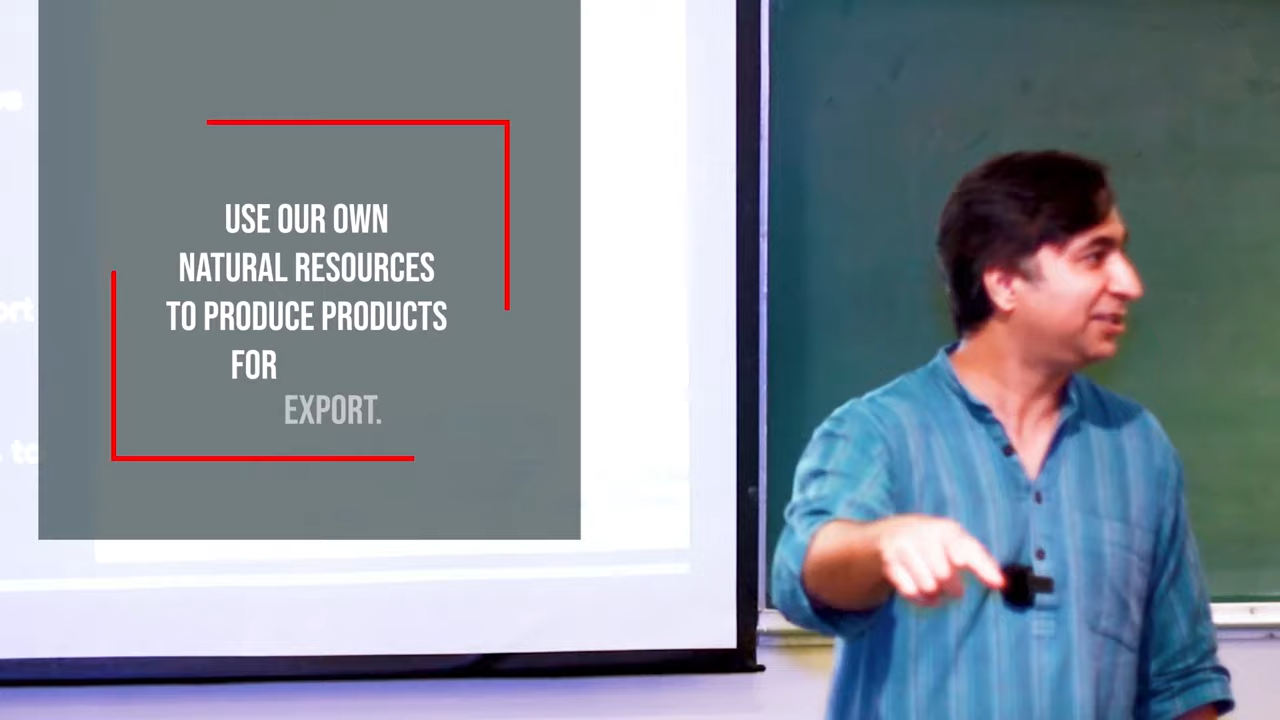 USE OUR OWN
NATURAL RESOURCES
TO PRODUCE PRODUCTS
FOR
EXPORT.